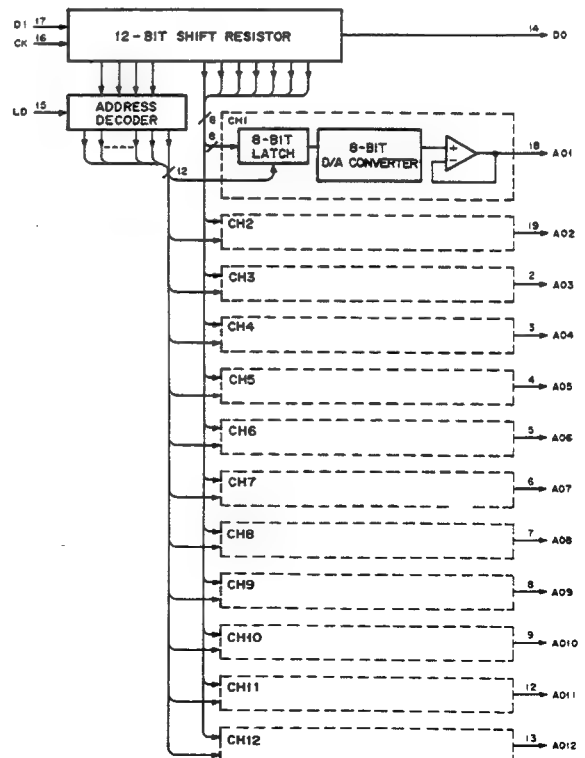 DI 17
CK 16
12-BIT SHIFT RESISTOR
14 DO
LD 15
ADDRESS DECODER
8
8
12
CH1
8-BIT LATCH
8-BIT D/A CONVERTER
+
−
18 AO1
CH2
19 AO2
CH3
2 AO3
CH4
3 AO4
CH5
4 AO5
CH6
5 AO6
CH7
6 AO7
CH8
7 AO8
CH9
8 AO9
CH10
9 AO10
CH11
12 AO11
CH12
13 AO12